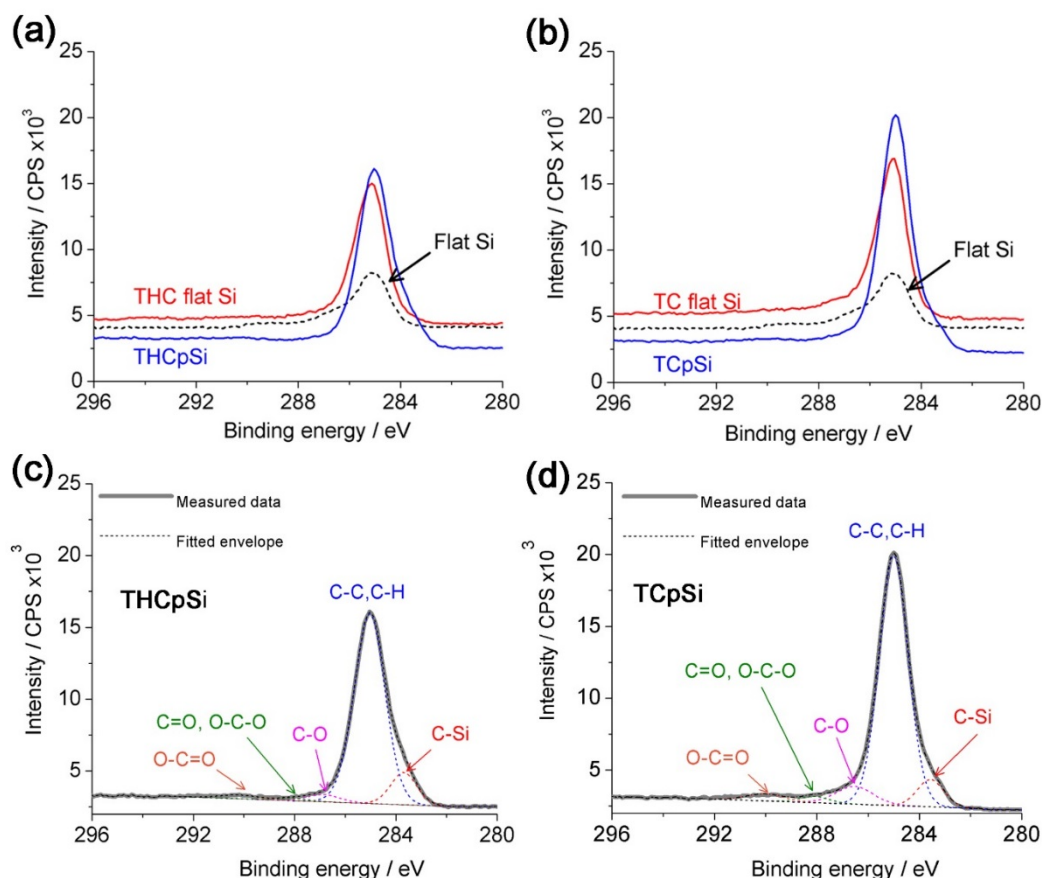 (a)
25
20
15
10
5
0
Intensity / CPS x10³
Flat Si
THC flat Si
THCpSi
296 292 288 284 280
Binding energy / eV
(b)
25
20
15
10
5
0
Intensity / CPS x10³
Flat Si
TC flat Si
TCpSi
296 292 288 284 280
Binding energy / eV
(c)
25
20
15
10
5
0
Intensity / CPS x10³
Measured data
Fitted envelope
THCpSi
C-C,C-H
C=O, O-C-O
C-O
C-Si
O-C=O
296 292 288 284 280
Binding energy / eV
(d)
25
20
15
10
5
0
Intensity / CPS x10³
Measured data
Fitted envelope
C-C,C-H
TCpSi
C=O, O-C-O
C-O
C-Si
O-C=O
296 292 288 284 280
Binding energy / eV